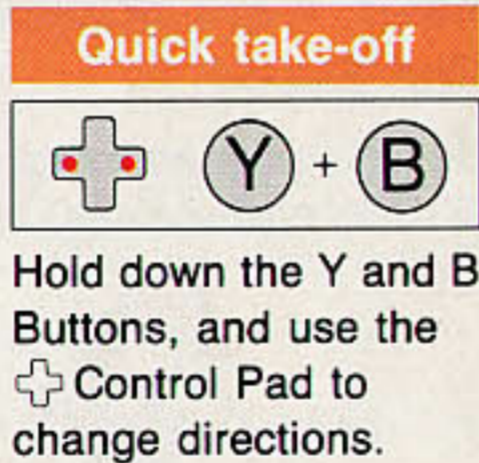 Quick take-off
Y + B
Hold down the Y and B
Buttons, and use the
Control Pad to
change directions.